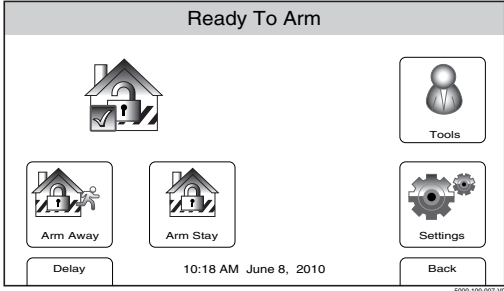 Ready To Arm
Tools
Arm Away
Arm Stay
Settings
Delay
10:18 AM June 8, 2010
Back